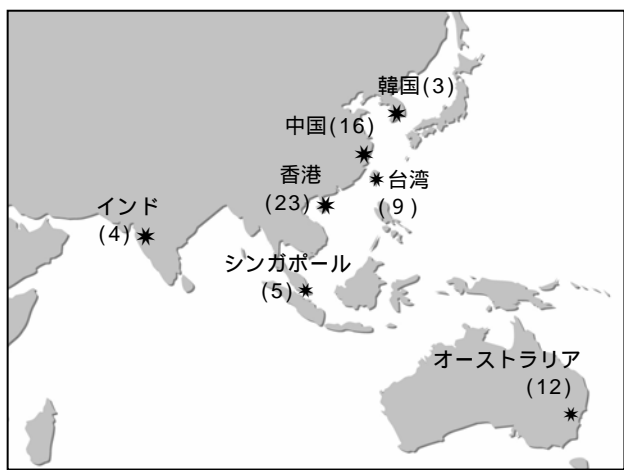 韓国(3)
中国(16)
香港
(23)
台湾
(9)
インド
(4)
シンガポール
(5)
オーストラリア
(12)